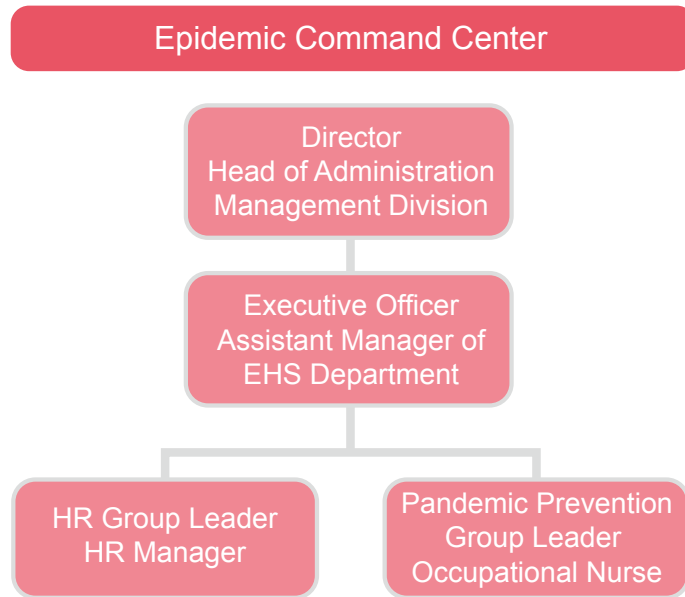 Epidemic Command Center
Director
Head of Administration
Management Division
Executive Officer
Assistant Manager of
EHS Department
HR Group Leader
HR Manager
Pandemic Prevention
Group Leader
Occupational Nurse